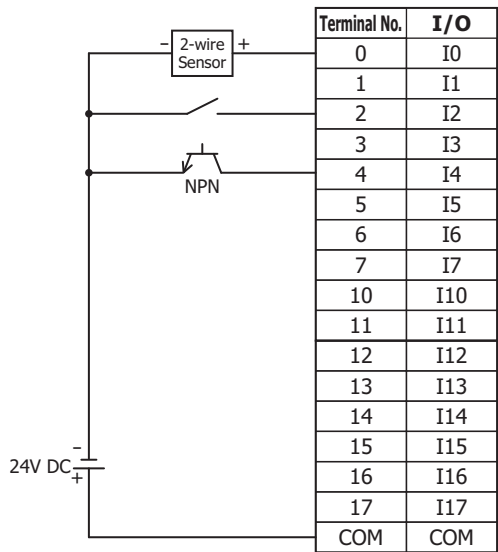 Terminal No. I/O
– 2-wire +
Sensor
0 I0
1 I1
2 I2
3 I3
NPN
4 I4
5 I5
6 I6
7 I7
10 I10
11 I11
12 I12
13 I13
14 I14
15 I15
–
24V DC
+
16 I16
17 I17
COM COM